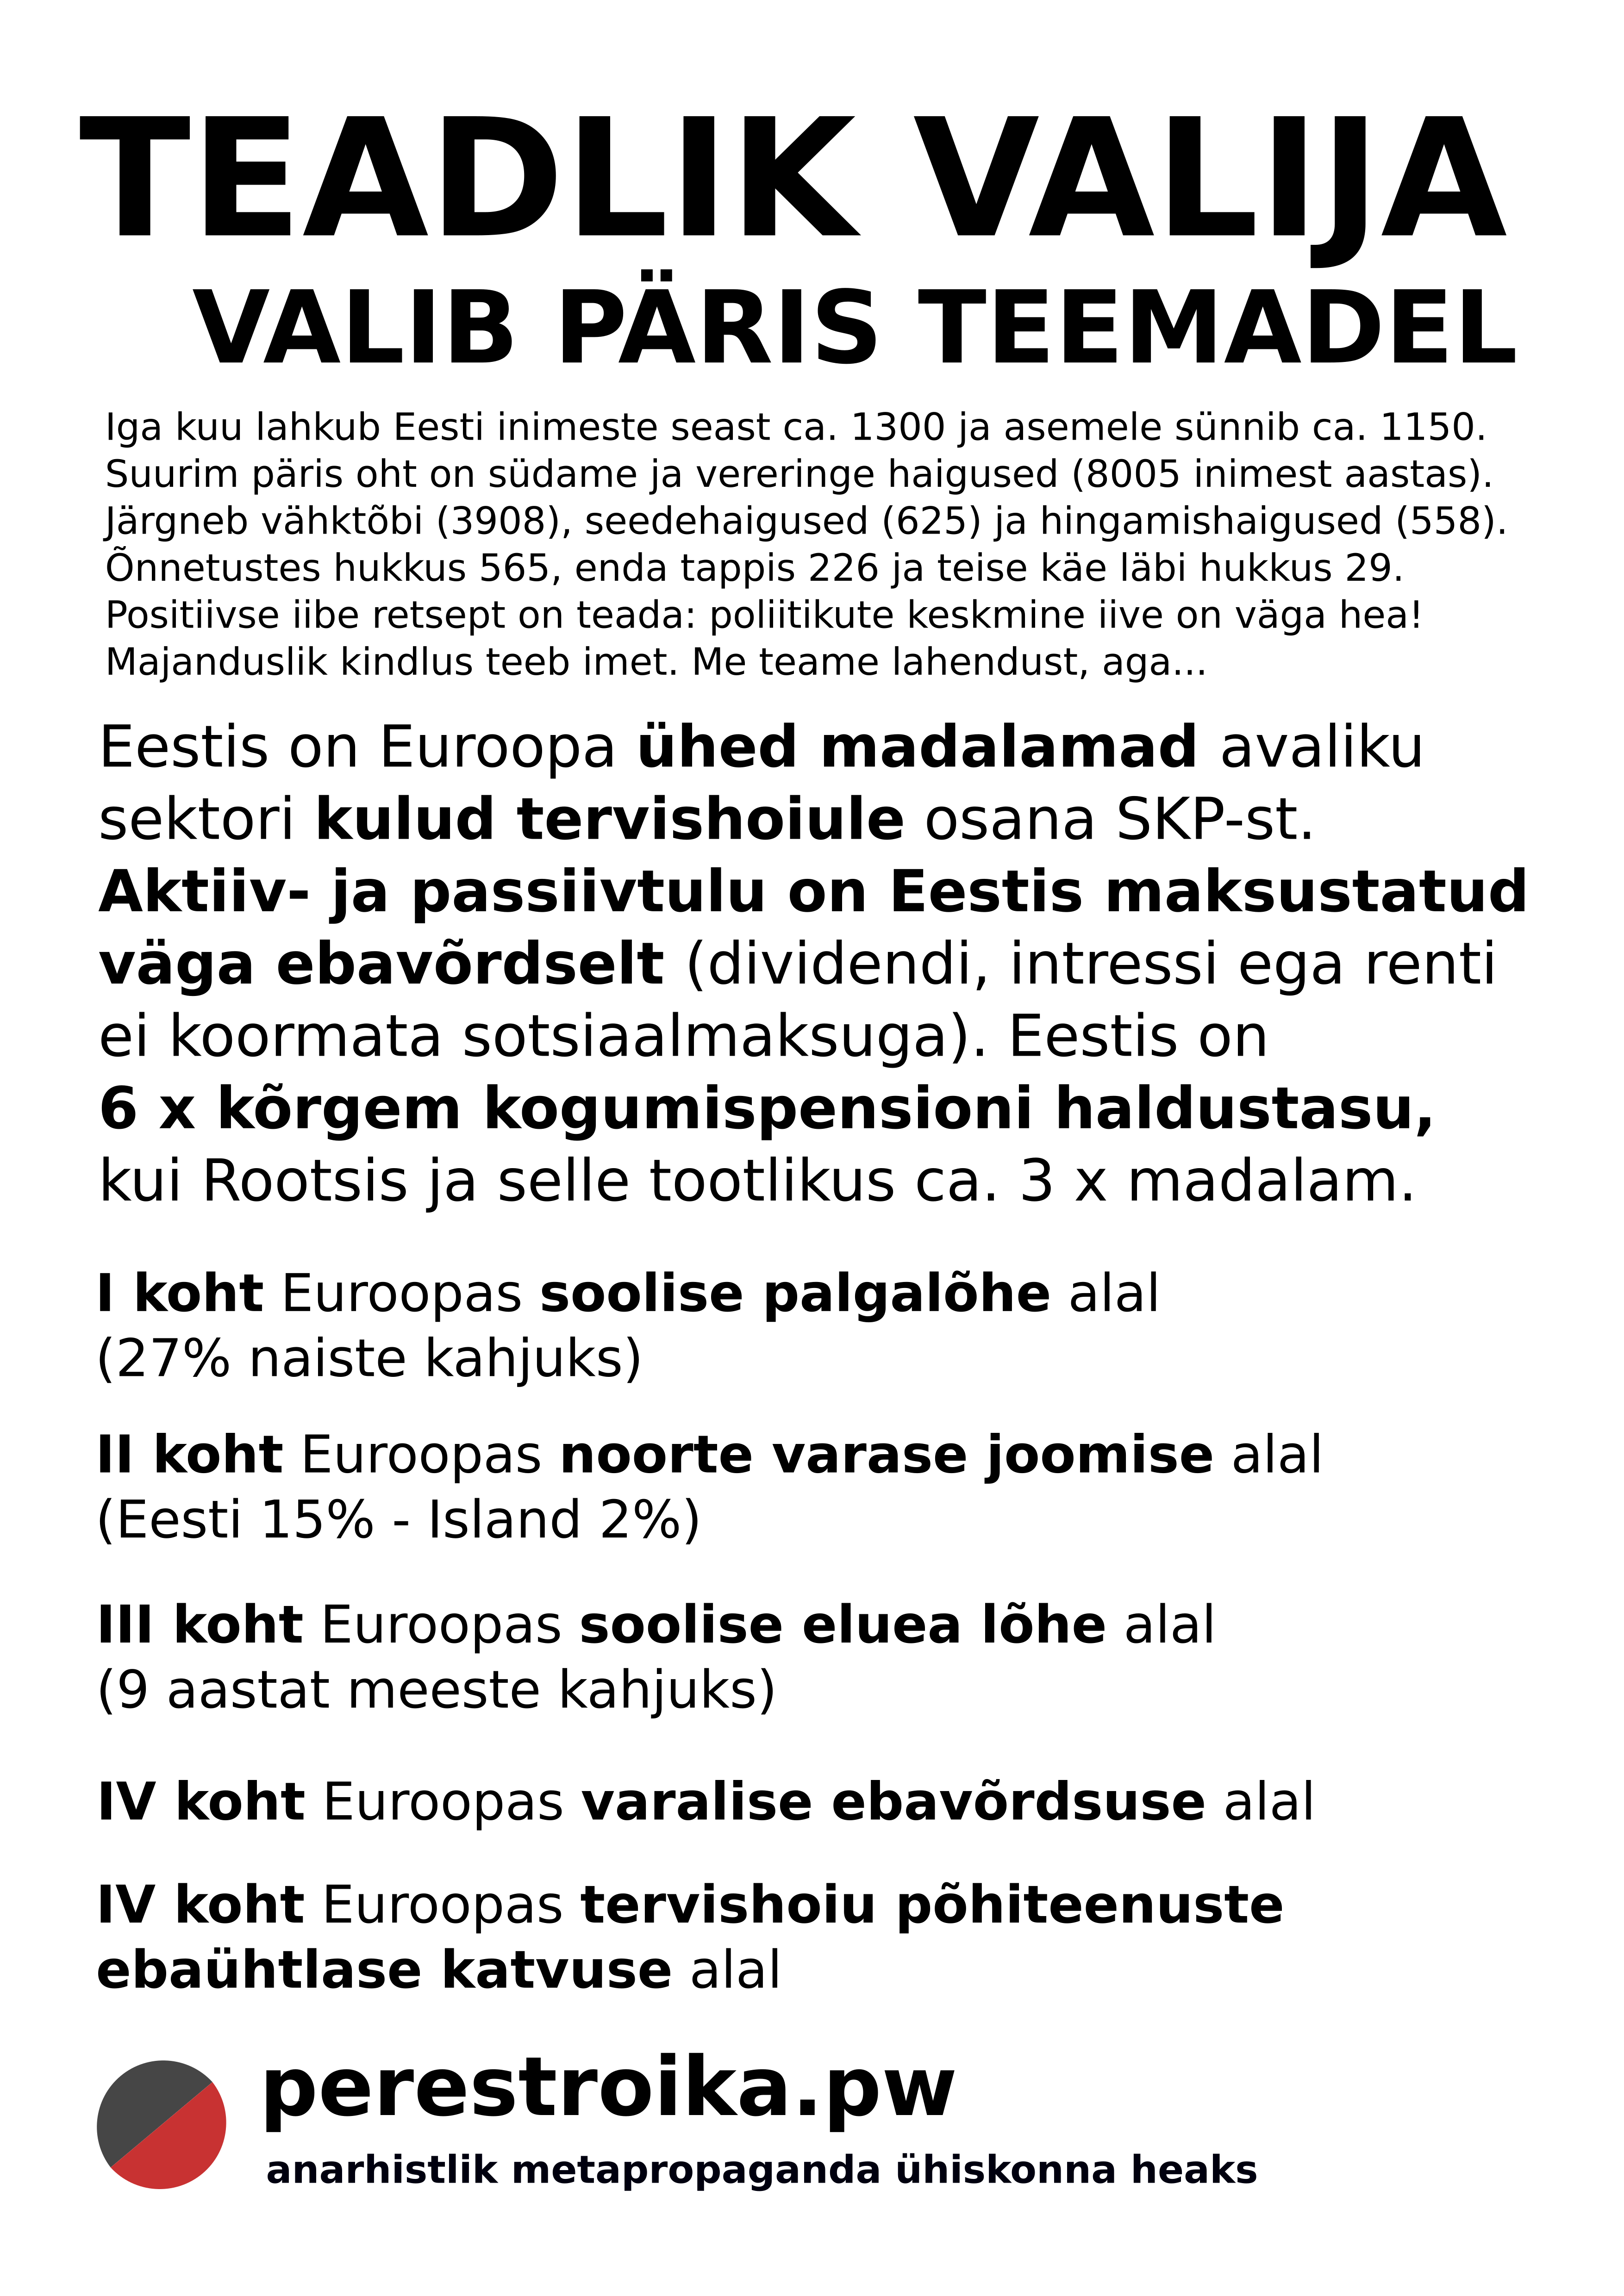 TEADLIK VALIJA
VALIB PÄRIS TEEMADEL
Iga kuu lahkub Eesti inimeste seast ca. 1300 ja asemele sünnib ca. 1150.
Suurim päris oht on südame ja vereringe haigused (8005 inimest aastas).
Järgneb vähktõbi (3908), seedehaigused (625) ja hingamishaigused (558).
Õnnetustes hukkus 565, enda tappis 226 ja teise käe läbi hukkus 29.
Positiivse iibe retsept on teada: poliitikute keskmine iive on väga hea!
Majanduslik kindlus teeb imet. Me teame lahendust, aga...
Eestis on Euroopa ühed madalamad avaliku
sektori kulud tervishoiule osana SKP-st.
Aktiiv- ja passiivtulu on Eestis maksustatud
väga ebavõrdselt (dividendi, intressi ega renti
ei koormata sotsiaalmaksuga). Eestis on
6 x kõrgem kogumispensioni haldustasu,
kui Rootsis ja selle tootlikus ca. 3 x madalam.
I koht Euroopas soolise palgalõhe alal
(27% naiste kahjuks)
II koht Euroopas noorte varase joomise alal
(Eesti 15% - Island 2%)
III koht Euroopas soolise eluea lõhe alal
(9 aastat meeste kahjuks)
IV koht Euroopas varalise ebavõrdsuse alal
IV koht Euroopas tervishoiu põhiteenuste
ebaühtlase katvuse alal
perestroika.pw
anarhistlik metapropaganda ühiskonna heaks